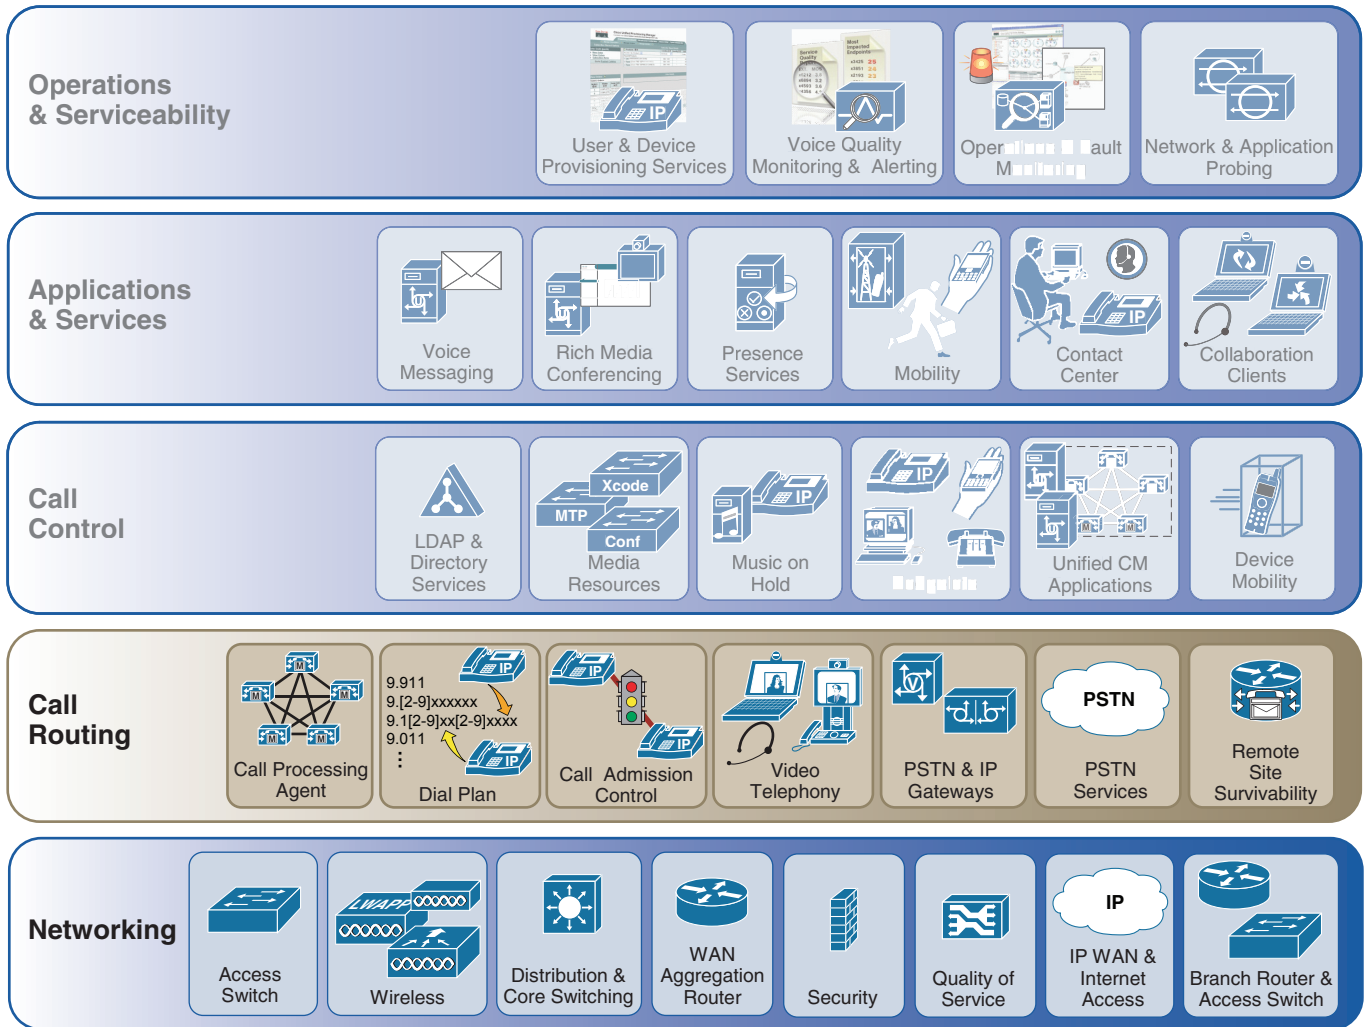 Operations
& Serviceability
IP
User & Device
Provisioning Services
Service
Quality
Most
Impacted
Endpoints
Voice Quality
Monitoring & Alerting
Network & Application
Probing
Applications
& Services
Voice
Messaging
Rich Media
Conferencing
Presence
Services
Mobility
IP
Contact
Center
Collaboration
Clients
Call
Control
LDAP &
Directory
Services
Xcode
MTP
Conf
Media
Resources
IP
Music on
Hold
IP
Unified CM
Applications
Device
Mobility
Call
Routing
M
M
M
M
M
Call Processing
Agent
9.911
9.[2-9]xxxxxx
9.1[2-9]xx[2-9]xxxx
9.011
IP
IP
Dial Plan
IP
IP
Call Admission
Control
Video
Telephony
V
PSTN & IP
Gateways
PSTN
PSTN
Services
Remote
Site
Survivability
Networking
Access
Switch
LWAPP
Wireless
Distribution &
Core Switching
WAN
Aggregation
Router
Security
Quality of
Service
IP
IP WAN &
Internet
Access
Branch Router &
Access Switch